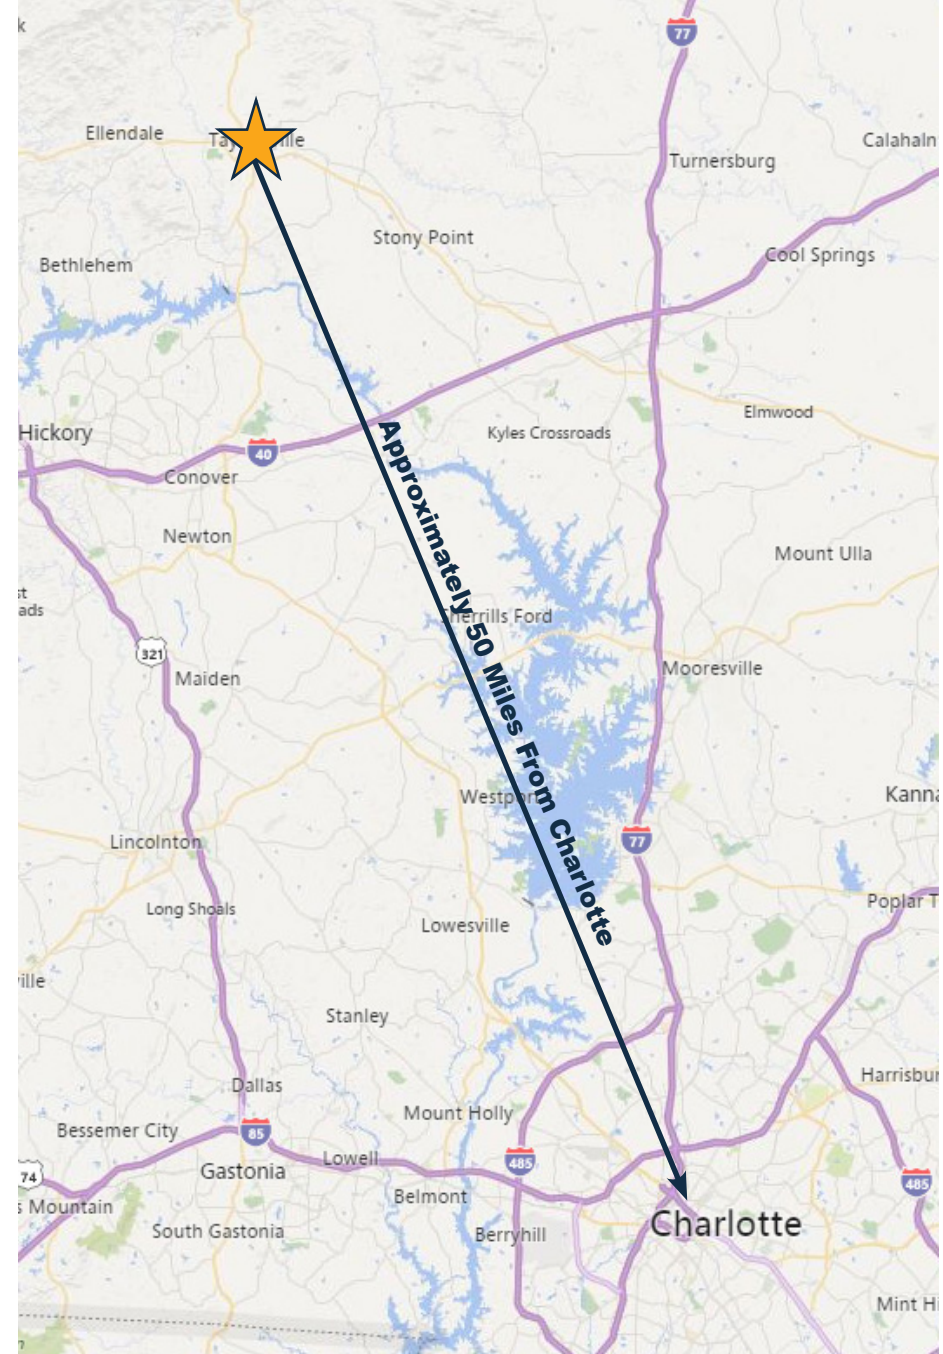 k
77
Ellendale
Calahaln
Turnersburg
Stony Point
Cool Springs
Bethlehem
Elmwood
Hickory
Kyles Crossroads
40
Conover
Newton
Mount Ulla
st
ads
Sherrills Ford
321
Mooresville
Maiden
Approximately 50 Miles From Charlotte
Westport
Kanna
77
Lincolnton
Poplar T
Long Shoals
Lowesville
ville
Stanley
Harrisbur
Dallas
Mount Holly
Bessemer City
85
Lowell
485
Gastonia
74
485
Belmont
s Mountain
Charlotte
South Gastonia
Berryhill
Mint Hi